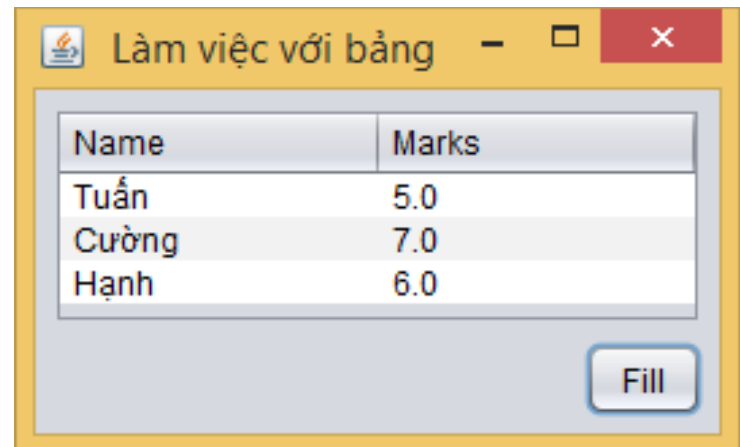 Làm việc với bảng
Name Marks
Tuấn 5.0
Cường 7.0
Hạnh 6.0
Fill